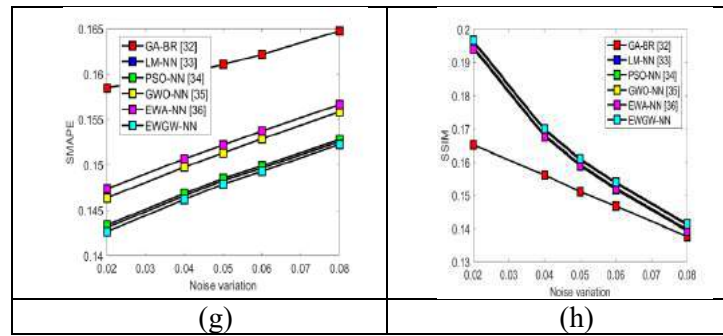 0.165
0.16
0.155
0.15
0.145
0.14
SMAPE
GA-BR [32]
LM-NN [33]
PSO-NN [34]
GWO-NN [35]
EWA-NN [36]
EWGW-NN
0.02 0.03 0.04 0.05 0.06 0.07 0.08
Noise variation
(g)
0.2
0.19
0.18
0.17
0.16
0.15
0.14
0.13
SSIM
GA-BR [32]
LM-NN [33]
PSO-NN [34]
GWO-NN [35]
EWA-NN [36]
EWGW-NN
0.02 0.03 0.04 0.05 0.06 0.07 0.08
Noise variation
(h)